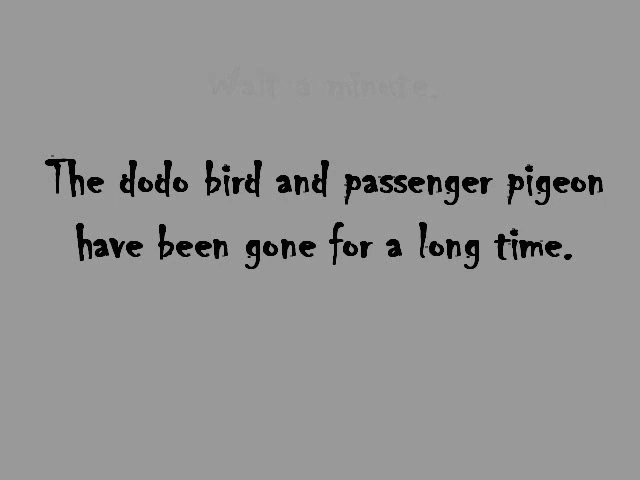 Wait a minute.
The dodo bird and passenger pigeon
have been gone for a long time.